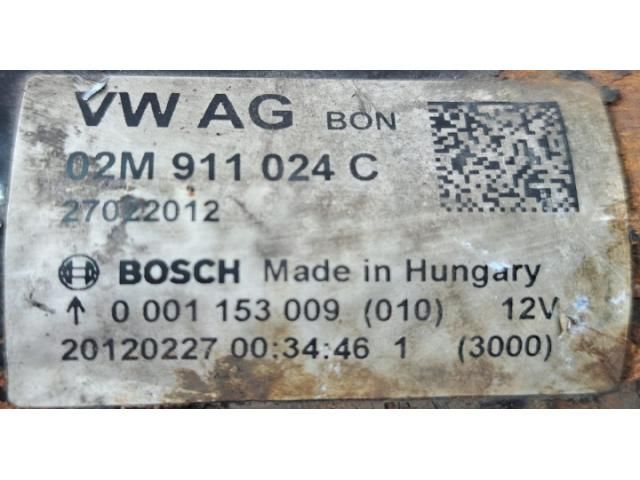 VW AG BON
02M 911 024 C
27022012
BOSCH Made in Hungary
↑ 0 001 153 009 (010) 12V
20120227 00:34:46 1 (3000)